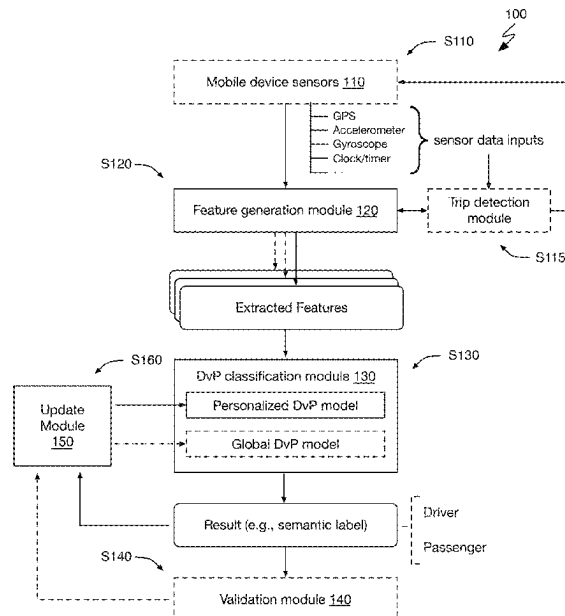 100
S110
Mobile device sensors 110
GPS
Accelerometer
Gyroscope
Clock/timer
...
sensor data inputs
S120
Feature generation module 120
Trip detection
module
S115
Extracted Features
S160
S130
DvP classification module 130
Update
Module
150
Personalized DvP model
Global DvP model
Result (e.g., semantic label)
Driver
Passenger
S140
Validation module 140